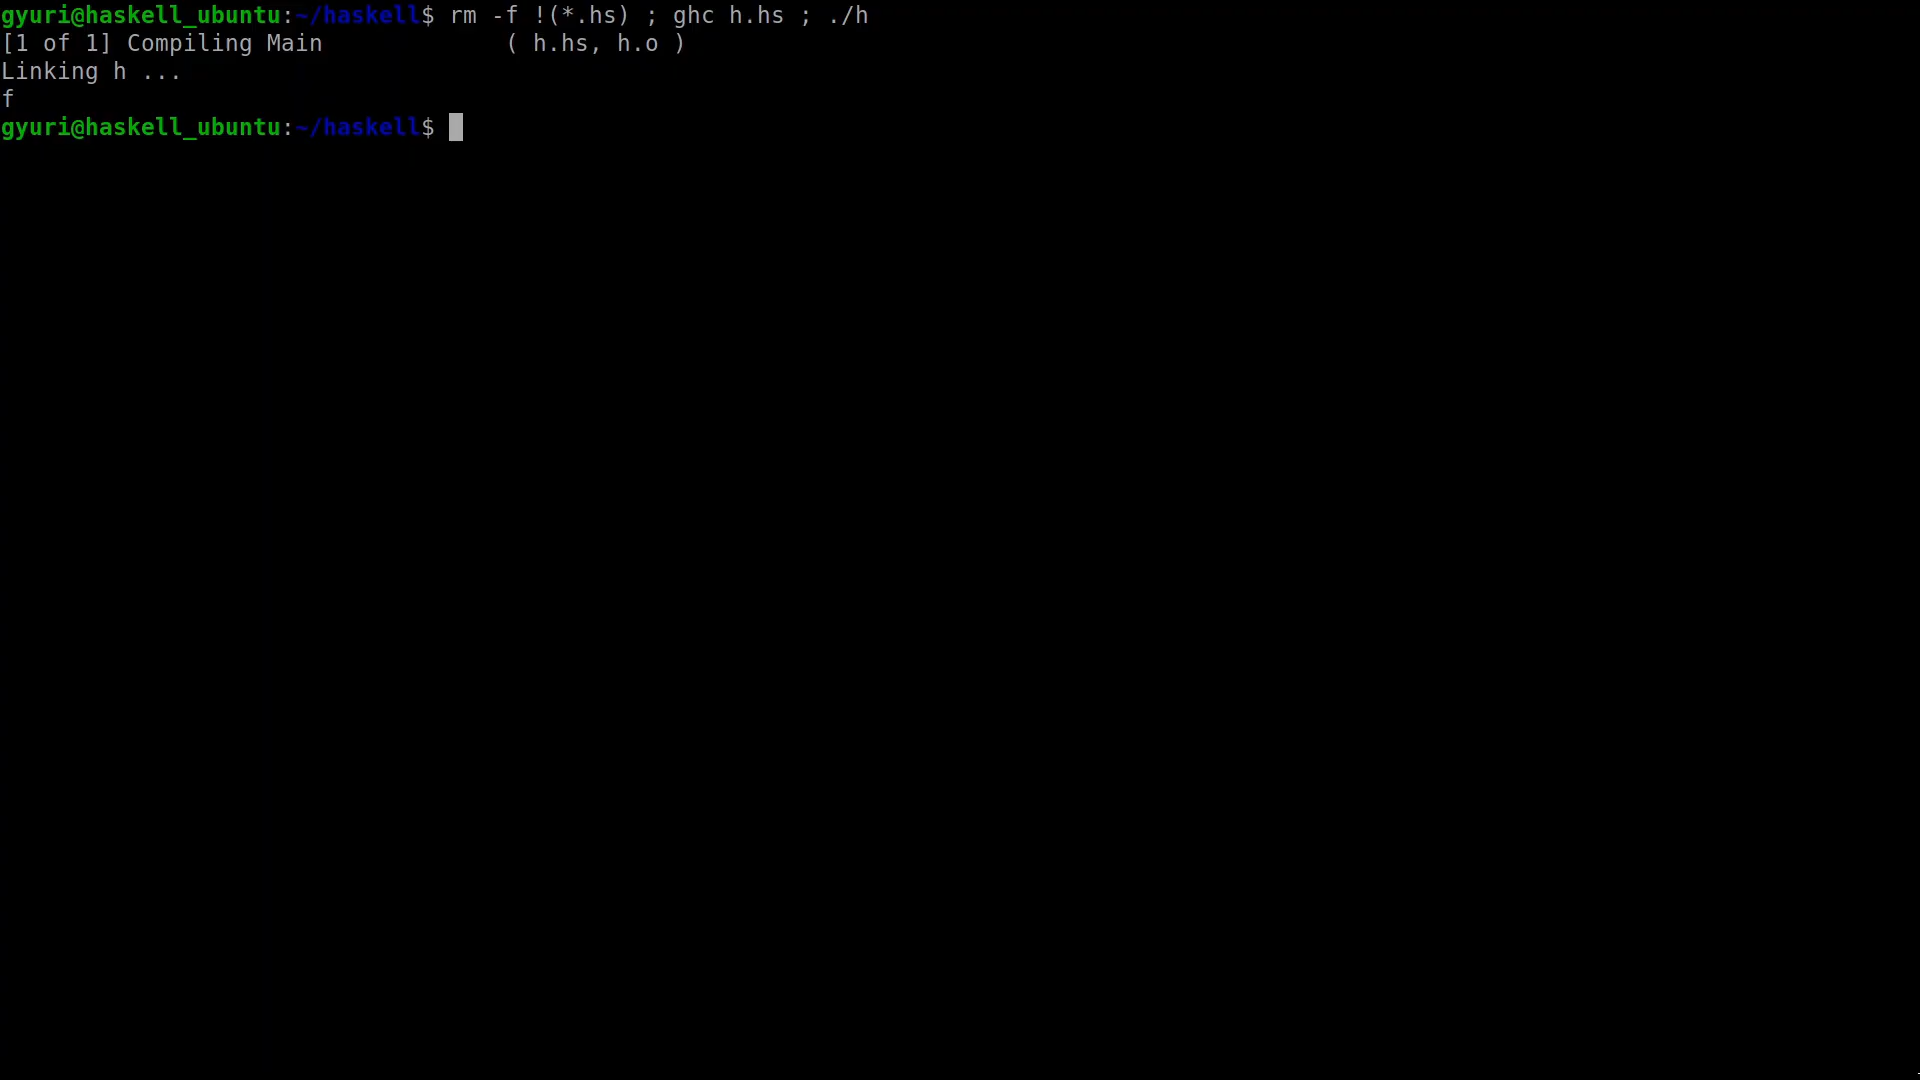 gyuri@haskell_ubuntu:~/haskell$ rm -f !(*.hs) ; ghc h.hs ; ./h
[1 of 1] Compiling Main             ( h.hs, h.o )
Linking h ...
f
gyuri@haskell_ubuntu:~/haskell$